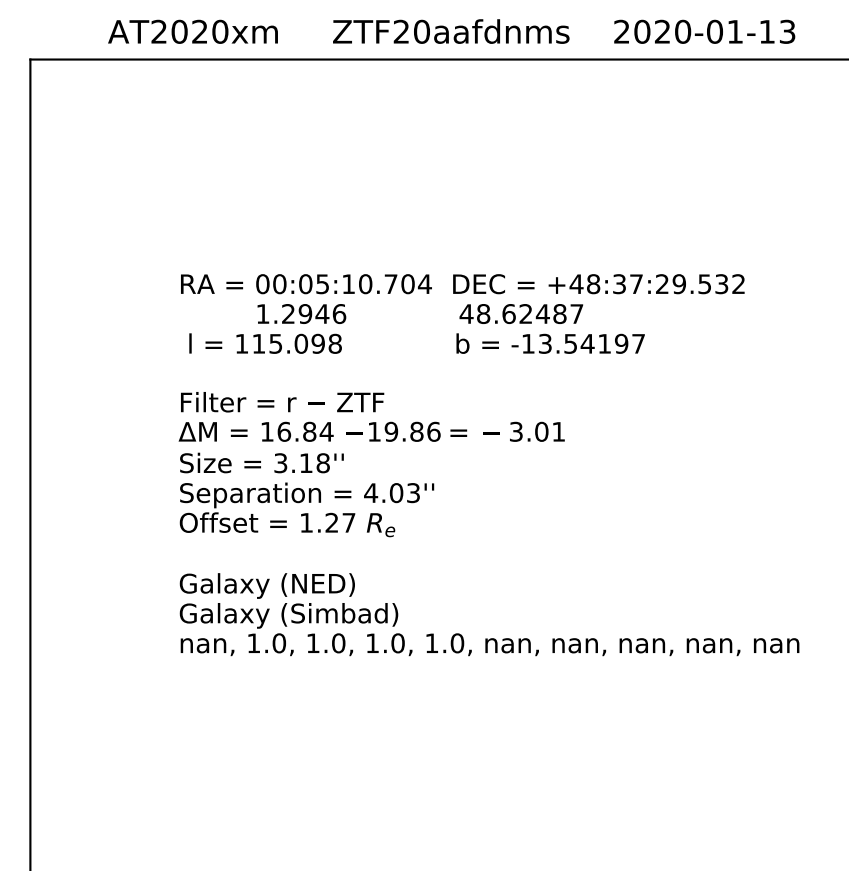 AT2020xm ZTF20aafdnms 2020-01-13
RA = 00:05:10.704 DEC = +48:37:29.532
1.2946 48.62487
l = 115.098 b = -13.54197
Filter = r − ZTF
ΔM = 16.84 −19.86 = − 3.01
Size = 3.18''
Separation = 4.03''
Offset = 1.27 Re
Galaxy (NED)
Galaxy (Simbad)
nan, 1.0, 1.0, 1.0, 1.0, nan, nan, nan, nan, nan